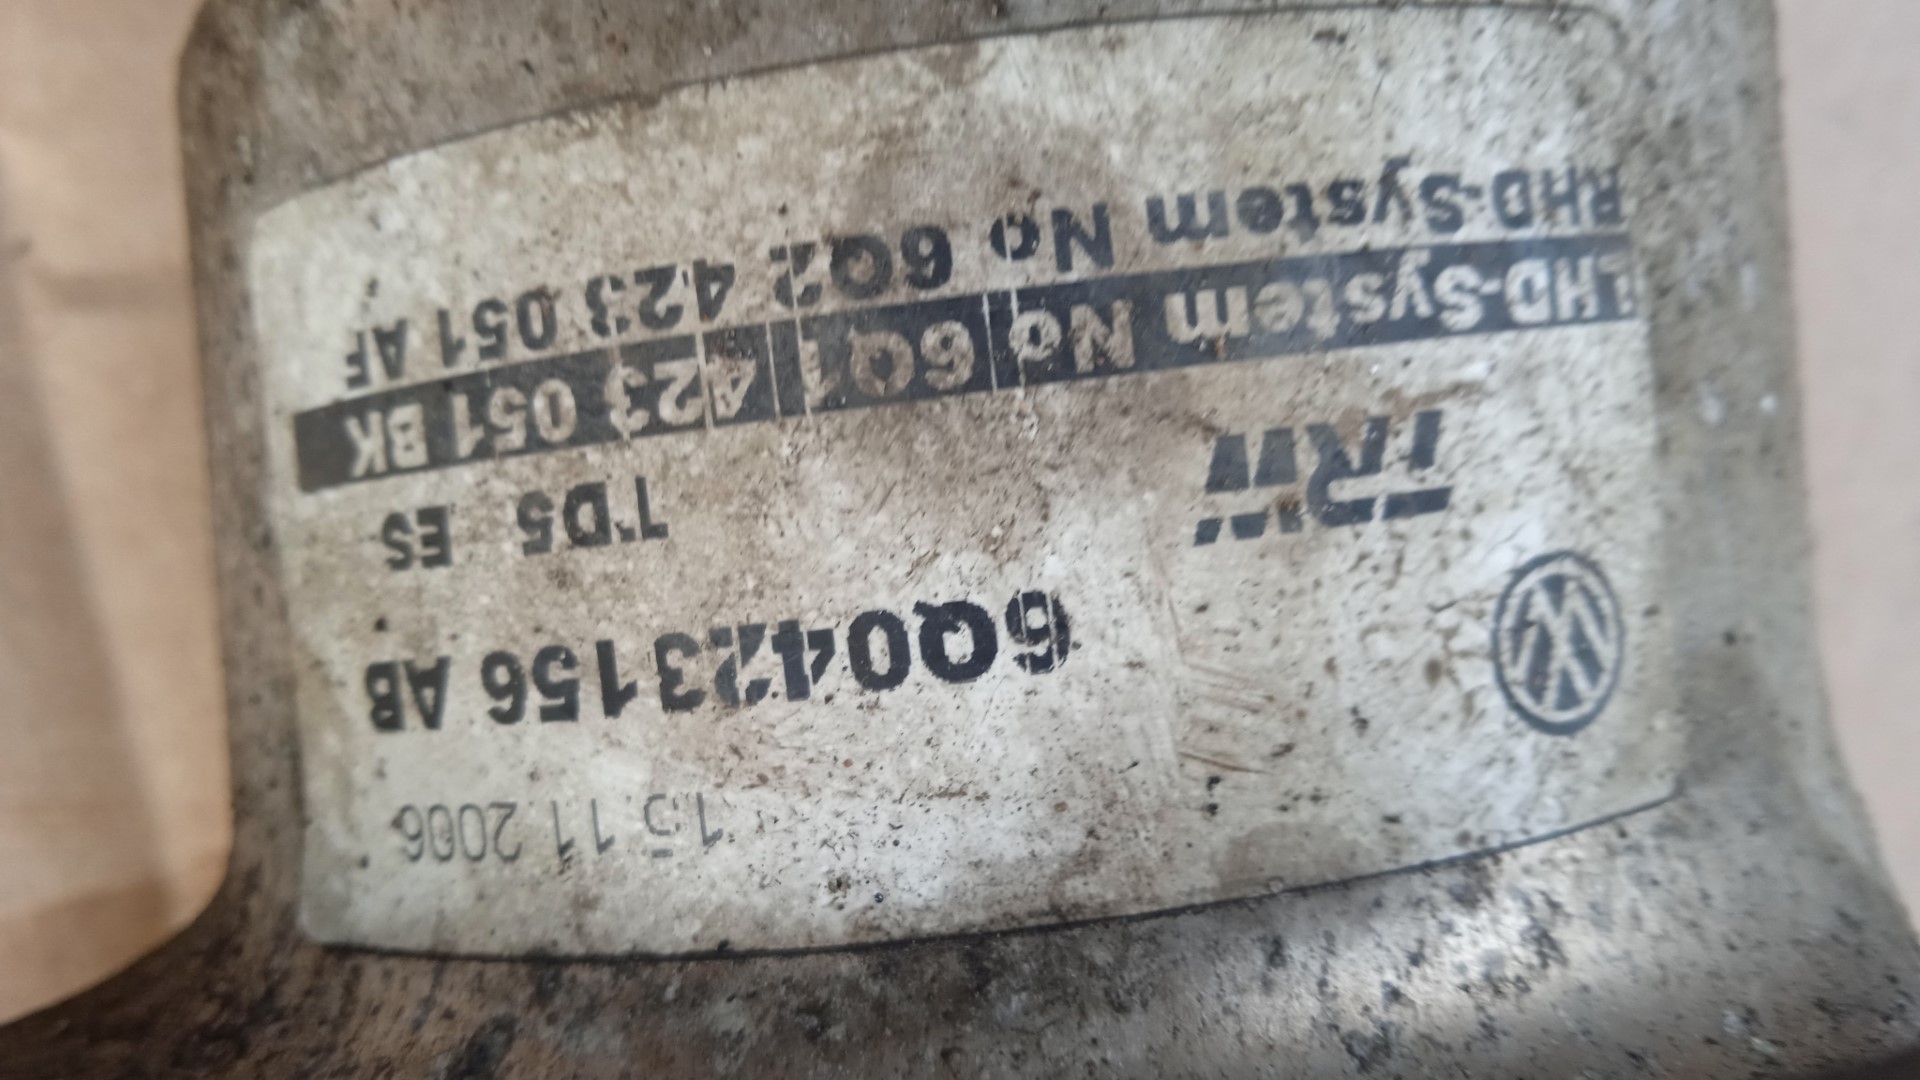 15.11.2006
6Q0423156 AB
TRW
TD5 ES
LHD-System No 6Q1 423 051 BK
RHD-System No 6Q2 423 051 AF